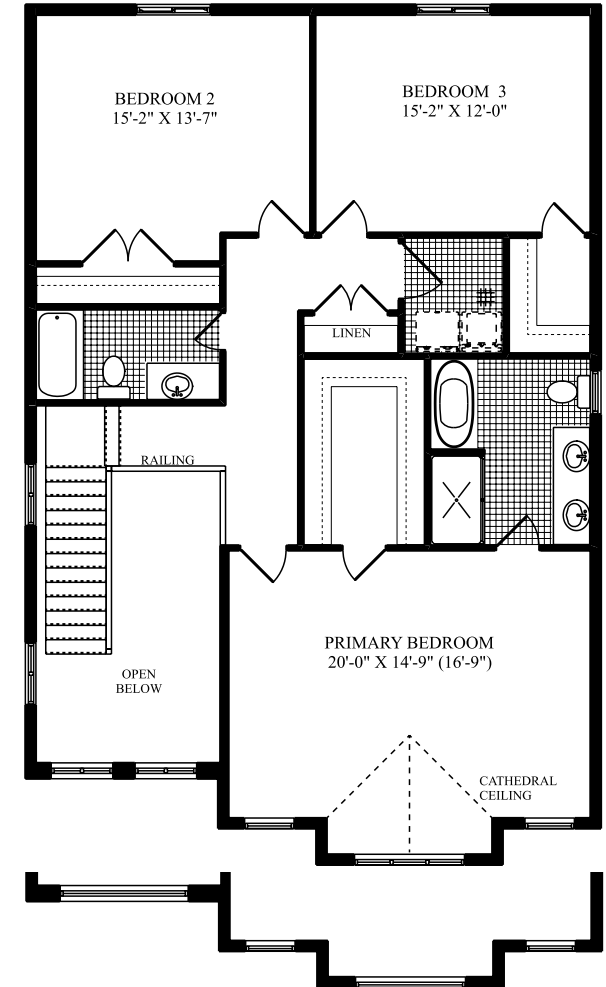 BEDROOM 2
15'-2" X 13'-7"
BEDROOM 3
15'-2" X 12'-0"
LINEN
RAILING
PRIMARY BEDROOM
20'-0" X 14'-9" (16'-9")
OPEN
BELOW
CATHEDRAL
CEILING